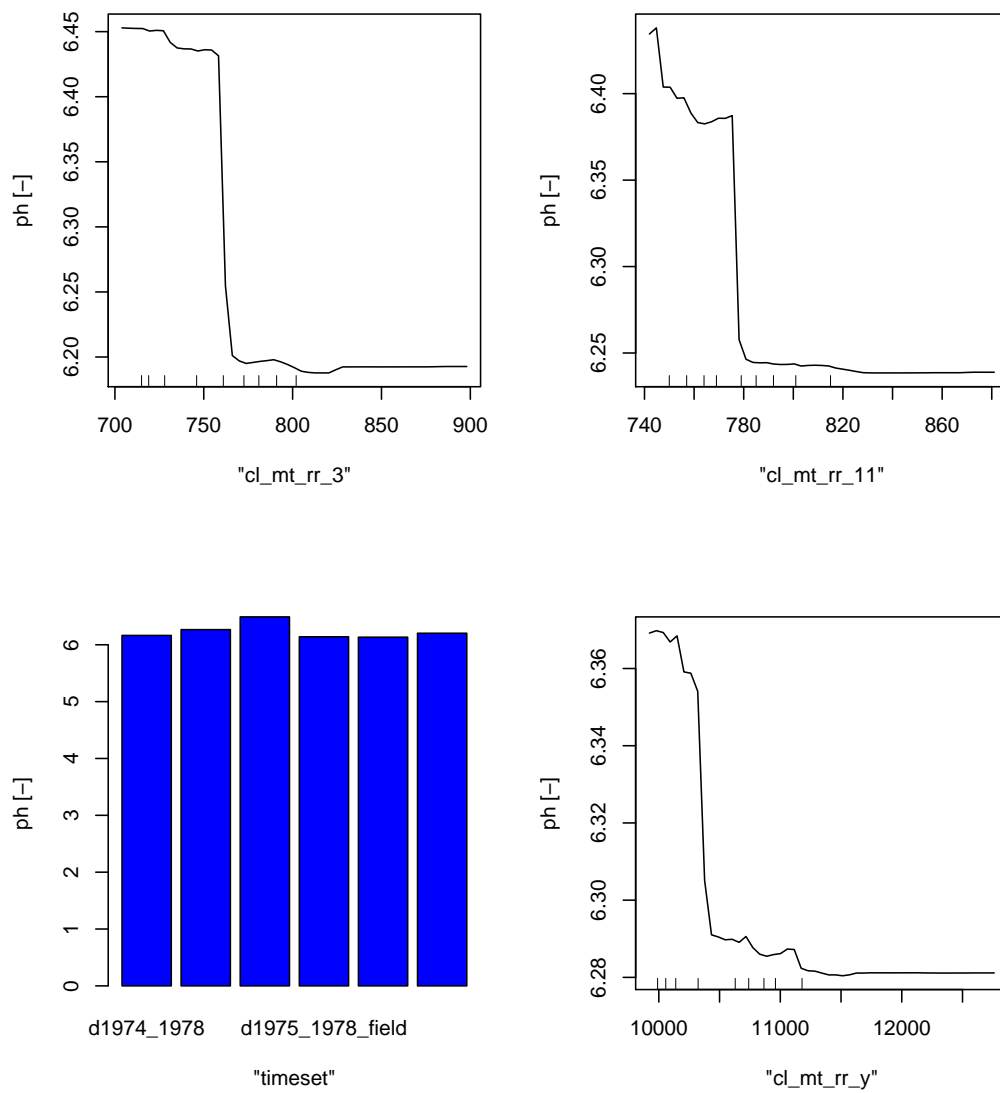 6.45
6.40
6.35
6.30
6.25
6.20
ph [−]
700 750 800 850 900
"cl_mt_rr_3"
6.40
6.35
6.30
6.25
ph [−]
740 780 820 860
"cl_mt_rr_11"
6
5
4
3
2
1
0
ph [−]
d1974_1978 d1975_1978_field
"timeset"
6.36
6.34
6.32
6.30
6.28
ph [−]
10000 11000 12000
"cl_mt_rr_y"